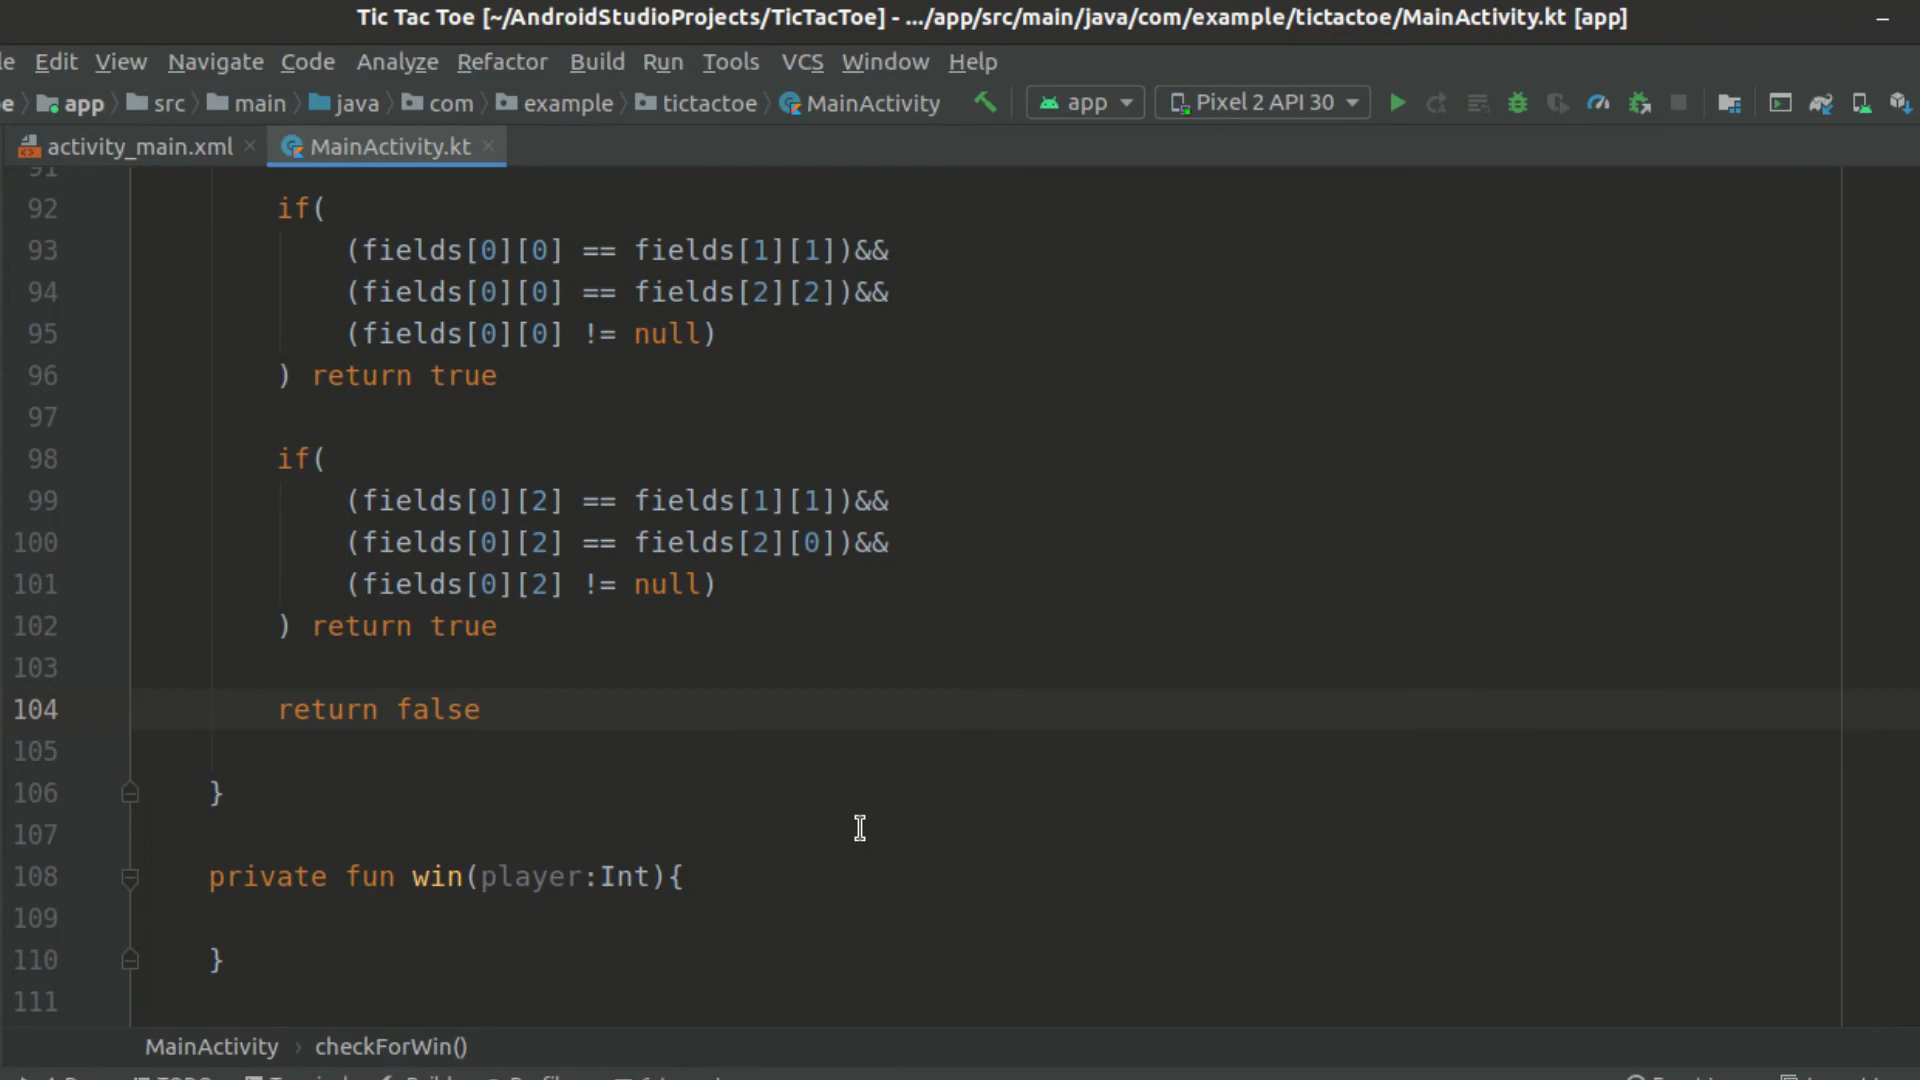 Tic Tac Toe [~/AndroidStudioProjects/TicTacToe] - .../app/src/main/java/com/example/tictactoe/MainActivity.kt [app]
le Edit View Navigate Code Analyze Refactor Build Run Tools VCS Window Help
e app src main java com example tictactoe MainActivity app Pixel 2 API 30
activity_main.xml MainActivity.kt
91
92 if(
93 (fields[0][0] == fields[1][1])&&
94 (fields[0][0] == fields[2][2])&&
95 (fields[0][0] != null)
96 ) return true
97
98 if(
99 (fields[0][2] == fields[1][1])&&
100 (fields[0][2] == fields[2][0])&&
101 (fields[0][2] != null)
102 ) return true
103
104 return false
105
106 }
107
108 private fun win(player:Int){
109
110 }
111
MainActivity › checkForWin()